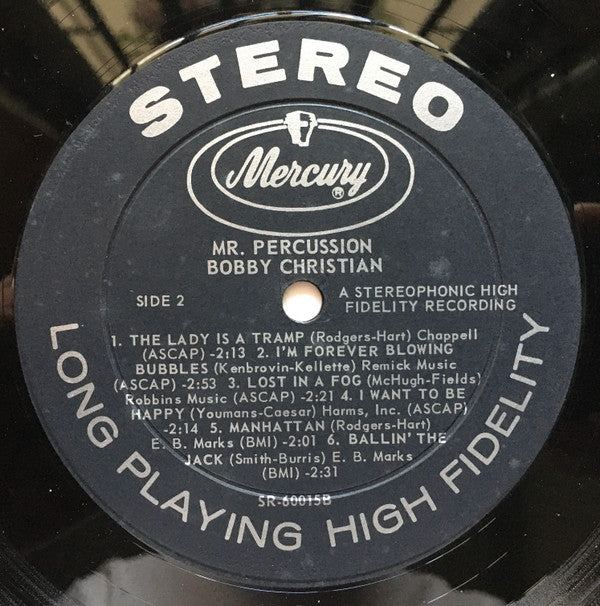 STEREO
Mercury
®
MR. PERCUSSION
BOBBY CHRISTIAN
SIDE 2
A STEREOPHONIC HIGH
FIDELITY RECORDING
1. THE LADY IS A TRAMP (Rodgers-Hart) Chappell
(ASCAP) -2:13 2. I'M FOREVER BLOWING
BUBBLES (Kenbrovin-Kellette) Remick Music
(ASCAP) -2:53 3. LOST IN A FOG (McHugh-Fields)
Robbins Music (ASCAP) -2:21 4. I WANT TO BE
HAPPY (Youmans-Caesar) Harms, Inc. (ASCAP)
-2:14 5. MANHATTAN (Rodgers-Hart)
E. B. Marks (BMI) -2:01 6. BALLIN' THE
JACK (Smith-Burris) E. B. Marks
(BMI) -2:31
SR-60015B
LONG PLAYING HIGH FIDELITY